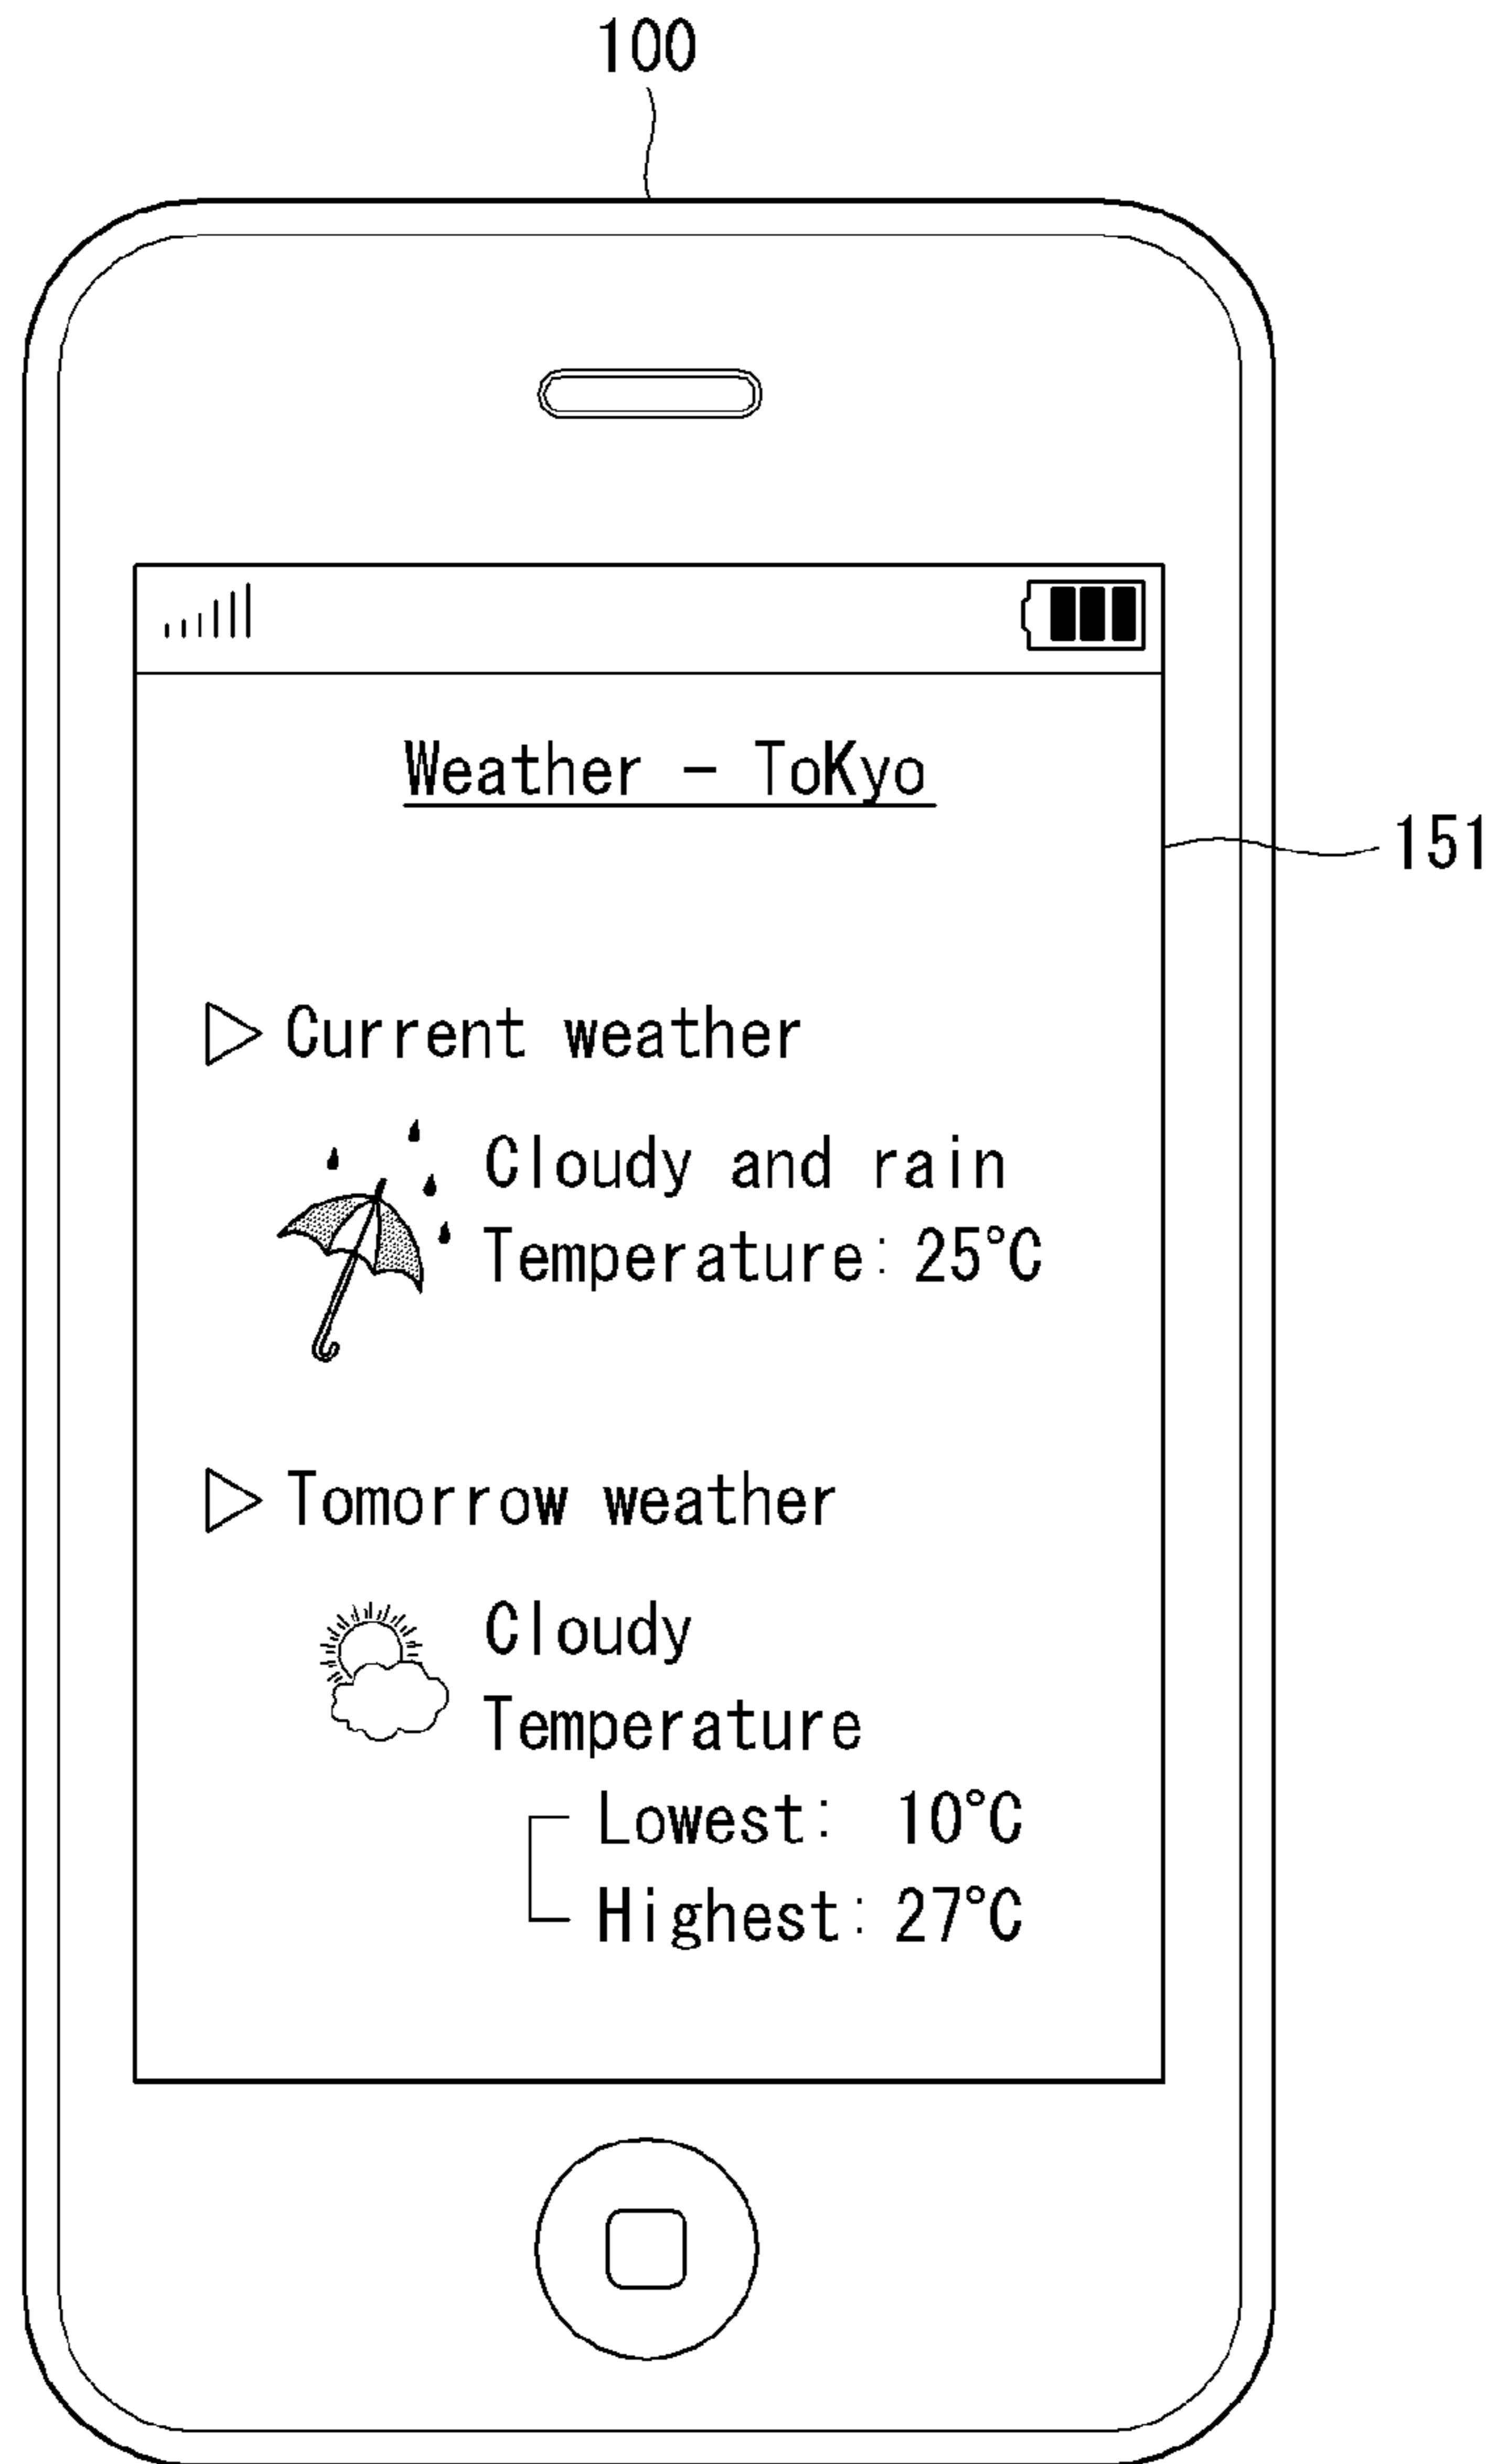 100
Weather - ToKyo
151
Current weather
Cloudy and rain
Temperature: 25°C
Tomorrow weather
Cloudy
Temperature
Lowest: 10°C
Highest: 27°C